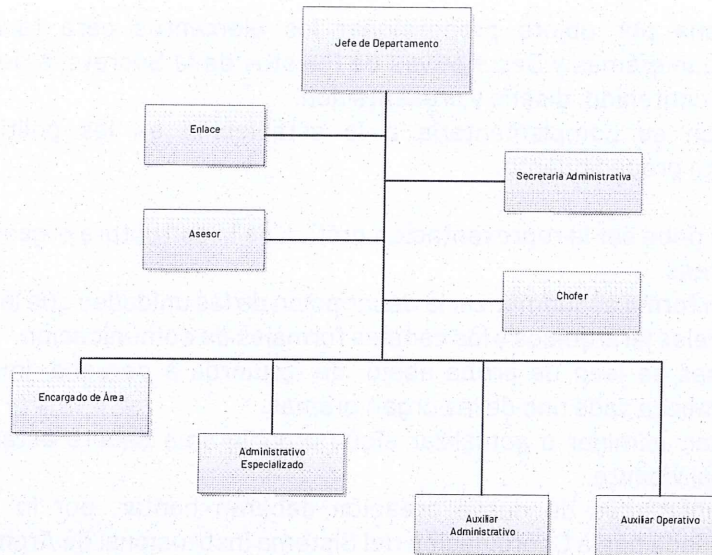 Jefe de Departamento
Enlace
Secretaria Administrativa
Asesor
Chofer
Encargado de Área
Administrativo
Especializado
Auxiliar
Administrativo
Auxiliar Operativo